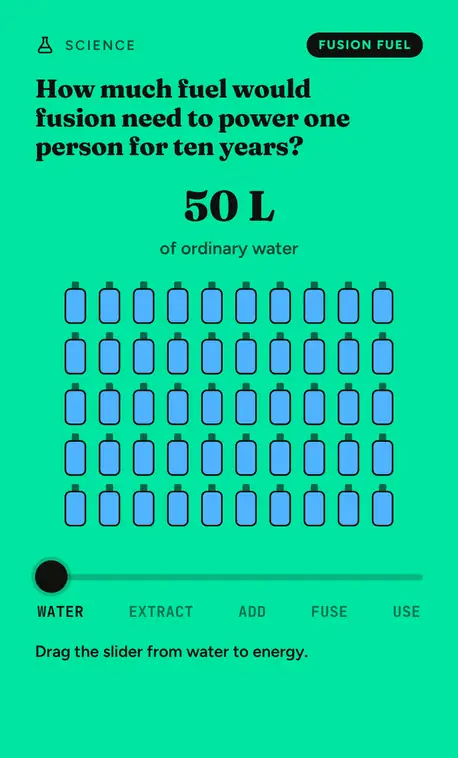 SCIENCE
FUSION FUEL
How much fuel would
fusion need to power one
person for ten years?
50 L
of ordinary water
WATER EXTRACT ADD FUSE USE
Drag the slider from water to energy.